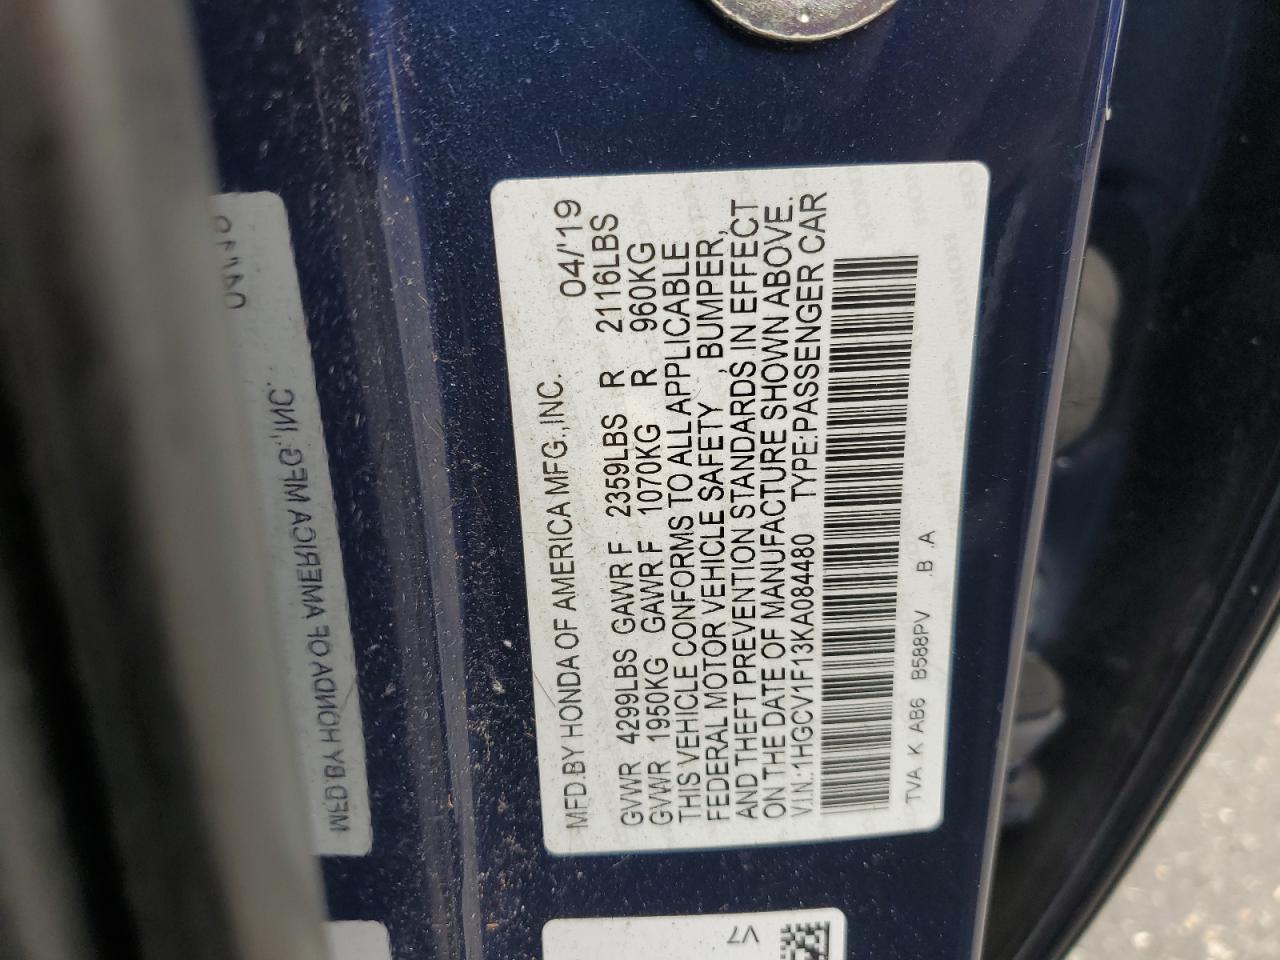 MFD.BY HONDA OF AMERICA MFG.,INC. 04/'19
GVWR 4299LBS GAWR F 2359LBS R 2116LBS
GVWR 1950KG GAWR F 1070KG R 960KG
THIS VEHICLE CONFORMS TO ALL APPLICABLE
FEDERAL MOTOR VEHICLE SAFETY , BUMPER,
AND THEFT PREVENTION STANDARDS IN EFFECT
ON THE DATE OF MANUFACTURE SHOWN ABOVE.
V.I.N.:1HGCV1F13KA084480 TYPE:PASSENGER CAR
TVA K AB6 B588PV .B .A
V7
MFD.BY HONDA OF AMERICA MFG.,INC.